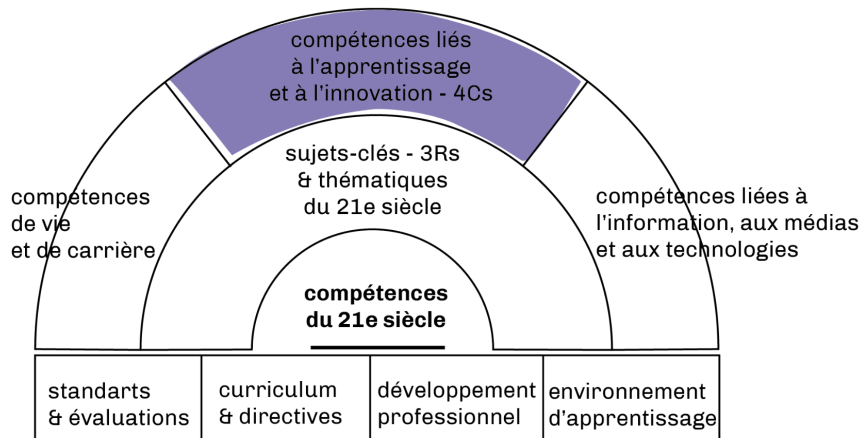 compétences liés
à l'apprentissage
et à l'innovation - 4Cs
sujets-clés - 3Rs
& thématiques
du 21e siècle
compétences
de vie
et de carrière
compétences liées à
l'information, aux médias
et aux technologies
compétences
du 21e siècle
standarts
& évaluations
curriculum
& directives
développement
professionnel
environnement
d'apprentissage